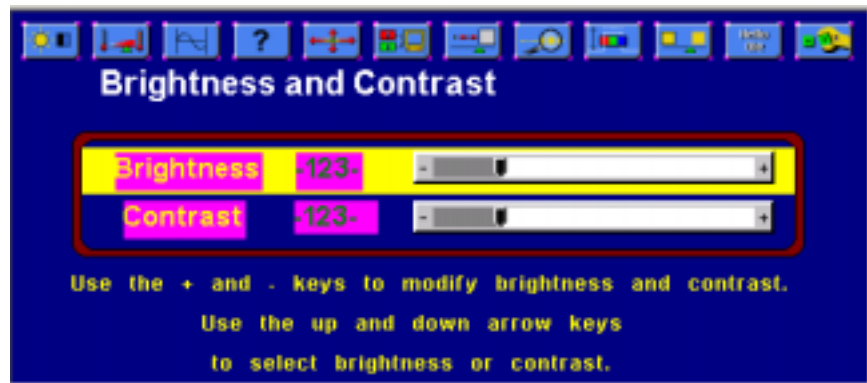 ?
Brightness and Contrast
Brightness -123- - +
Contrast -123- - +
Use the + and - keys to modify brightness and contrast.
Use the up and down arrow keys
to select brightness or contrast.